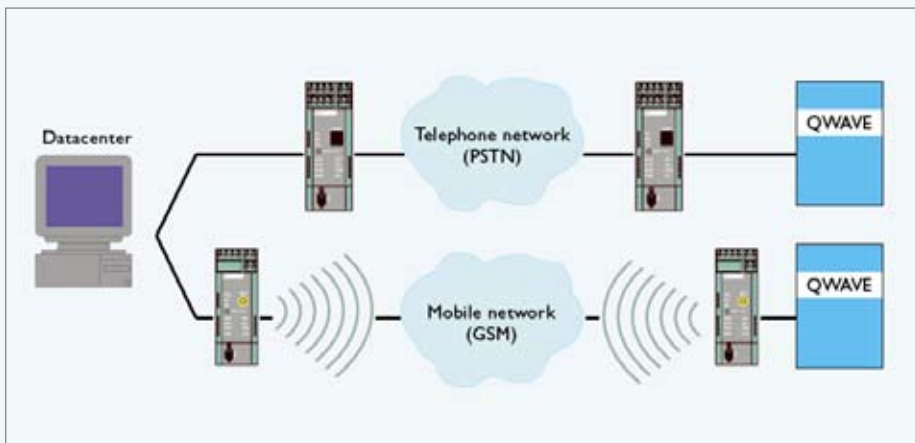 Datacenter
Telephone network
(PSTN)
QWAVE
Mobile network
(GSM)
QWAVE